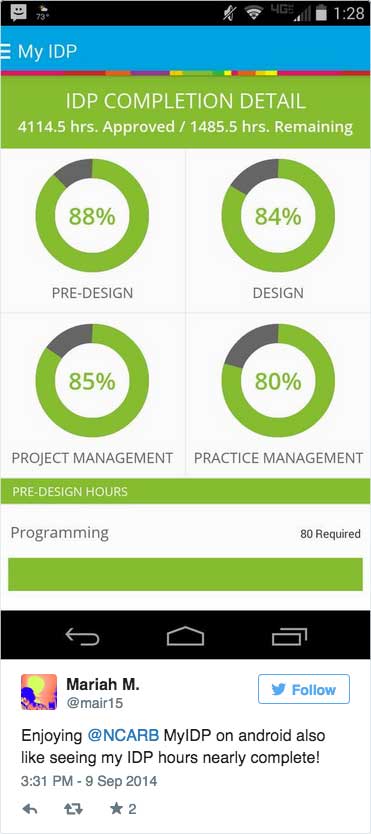 73°
4G
1:28
My IDP
IDP COMPLETION DETAIL
4114.5 hrs. Approved / 1485.5 hrs. Remaining
88%
84%
PRE-DESIGN
DESIGN
85%
80%
PROJECT MANAGEMENT
PRACTICE MANAGEMENT
PRE-DESIGN HOURS
Programming
80 Required
Mariah M.
@mair15
Follow
Enjoying @NCARB MyIDP on android also
like seeing my IDP hours nearly complete!
3:31 PM - 9 Sep 2014
2